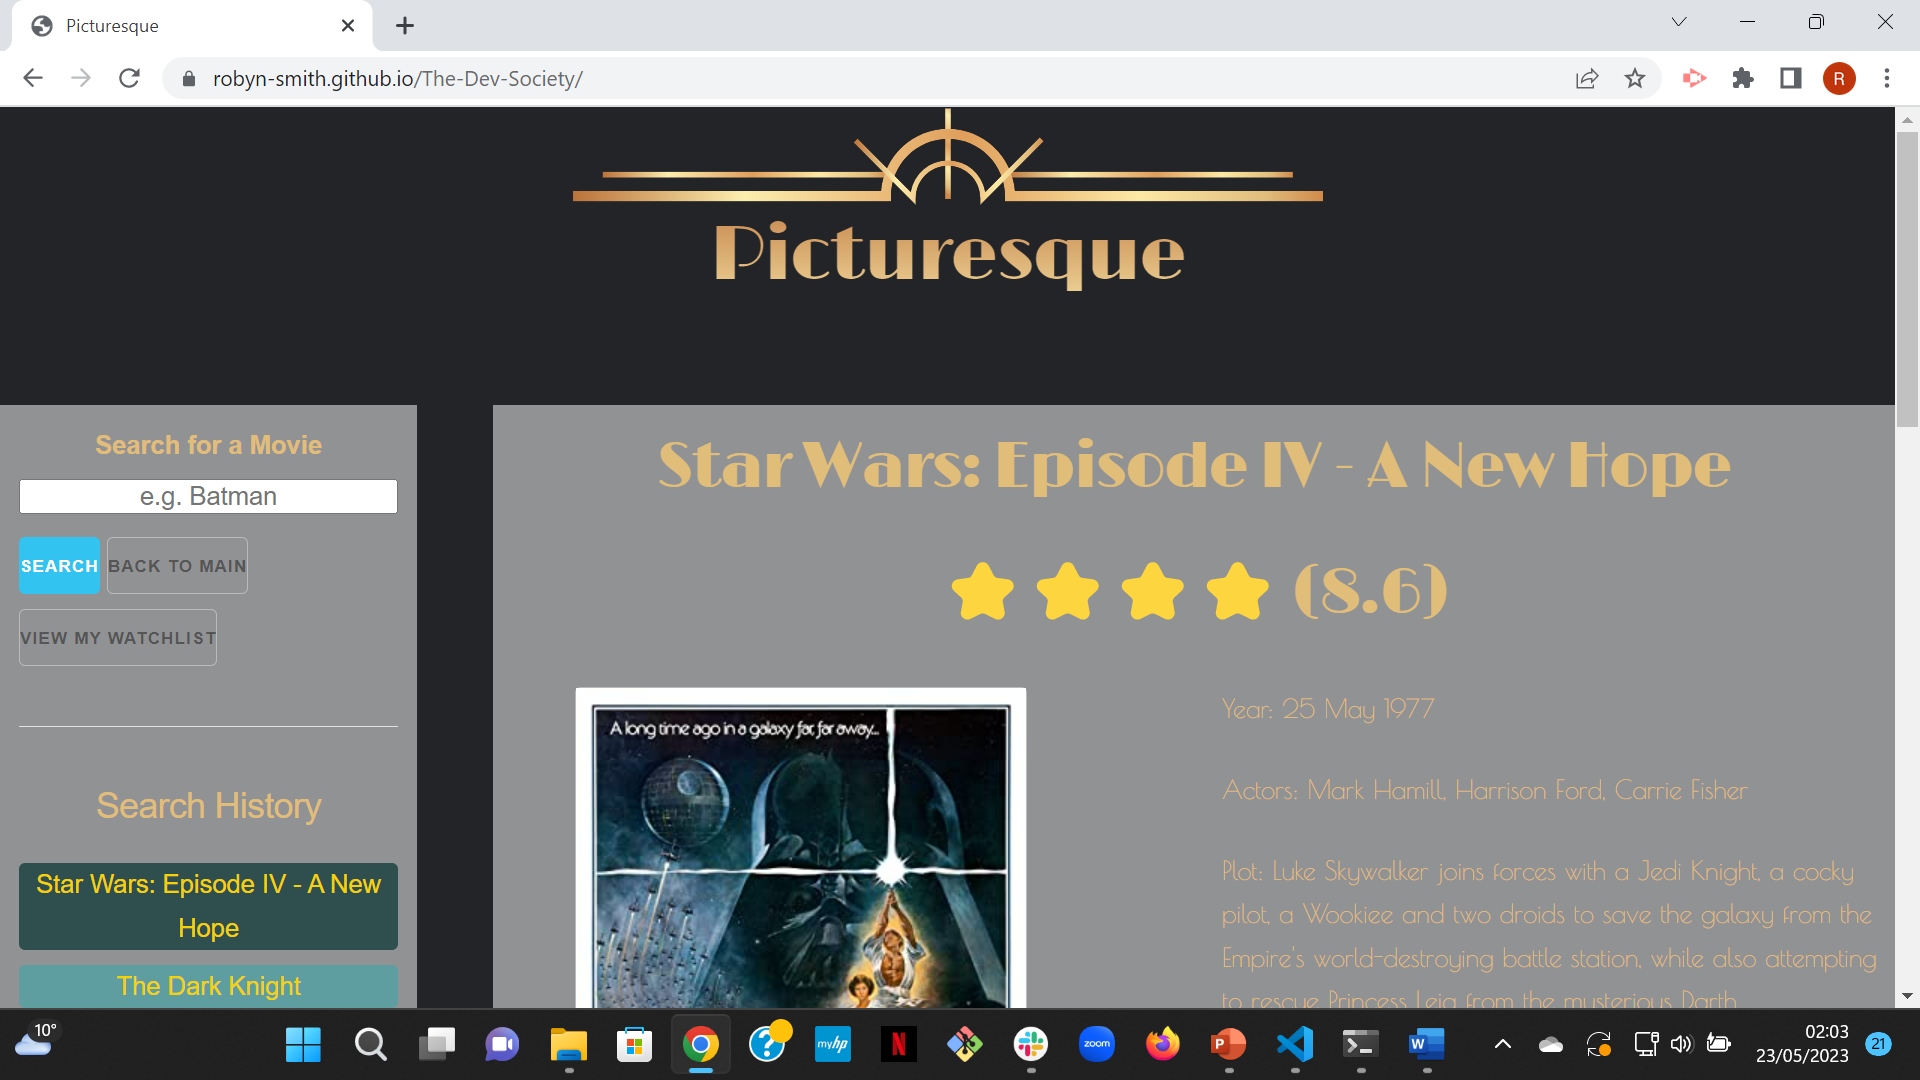 Picturesque
robyn-smith.github.io/The-Dev-Society/
R
Picturesque
Search for a Movie
e.g. Batman
SEARCH
BACK TO MAIN
VIEW MY WATCHLIST
Search History
Star Wars: Episode IV - A New
Hope
The Dark Knight
Star Wars: Episode IV - A New Hope
(8.6)
A long time ago in a galaxy far, far away...
Year: 25 May 1977
Actors: Mark Hamill, Harrison Ford, Carrie Fisher
Plot: Luke Skywalker joins forces with a Jedi Knight, a cocky
pilot, a Wookiee and two droids to save the galaxy from the
Empire's world-destroying battle station, while also attempting
to rescue Princess Leia from the mysterious Darth
10°
?
myhp
N
zoom
P
W
02:03
23/05/2023
21